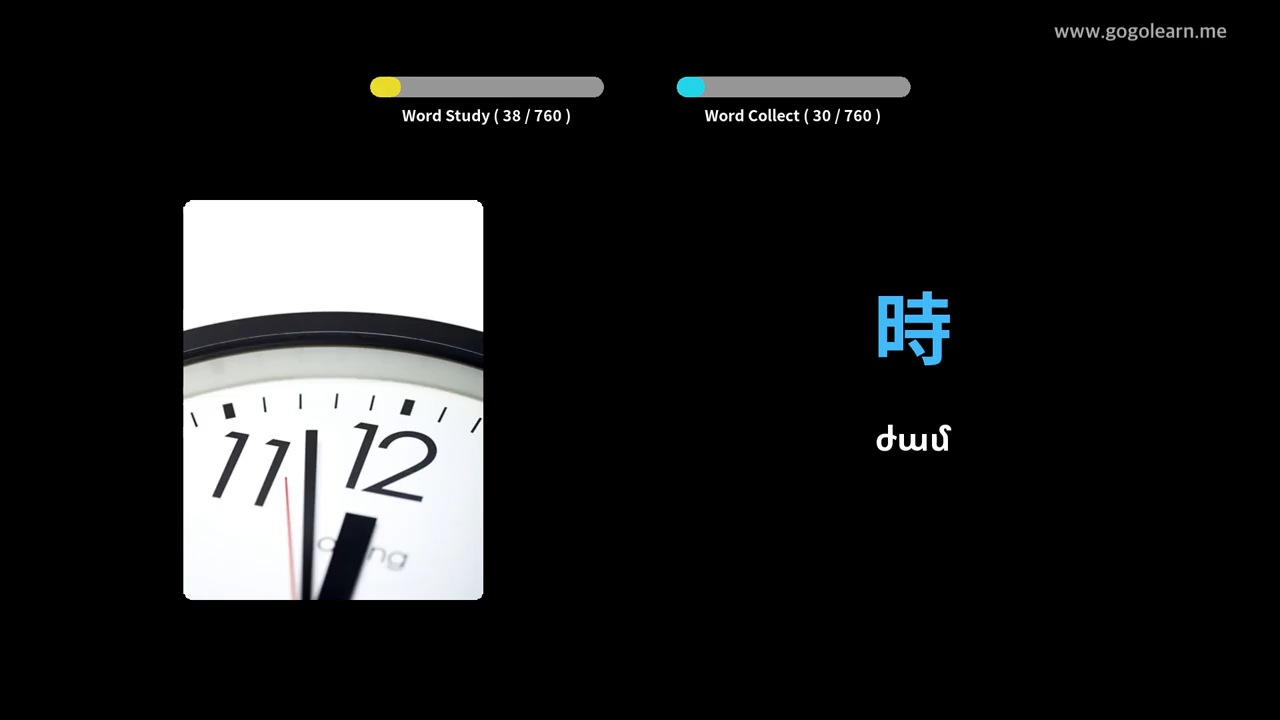 www.gogolearn.me
Word Study ( 38 / 760 )
Word Collect ( 30 / 760 )
時
ժամ
11 12